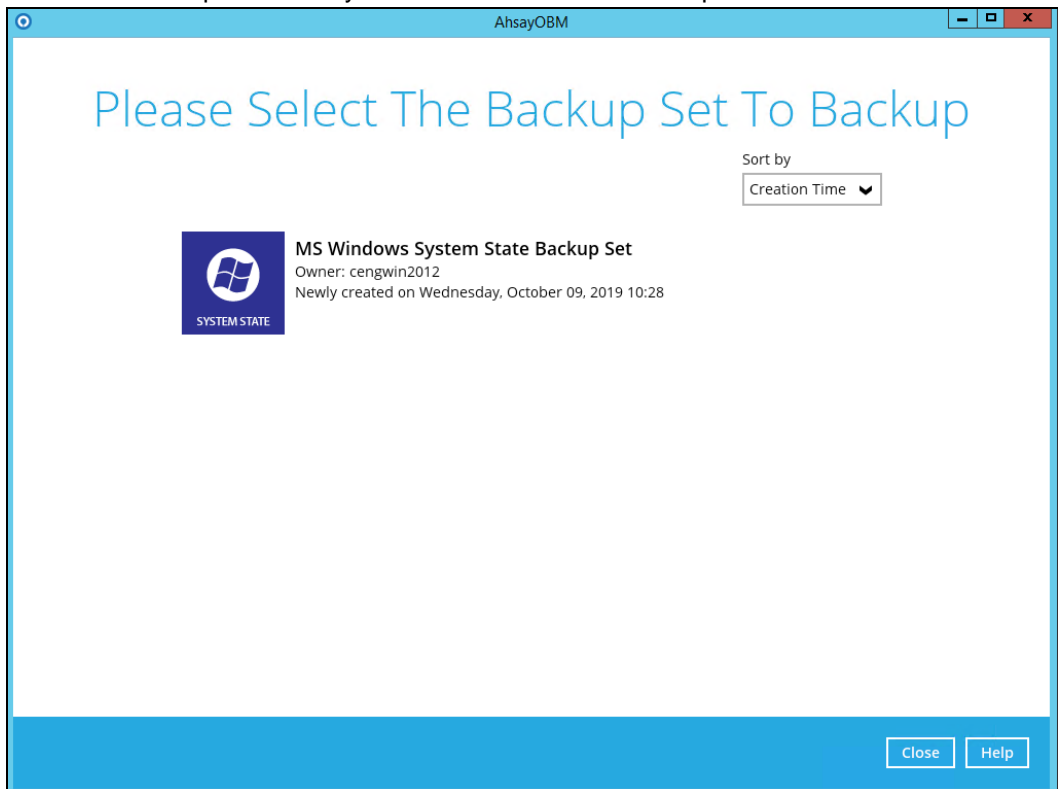 AhsayOBM
Please Select The Backup Set To Backup
Sort by
Creation Time
MS Windows System State Backup Set
Owner: cengwin2012
Newly created on Wednesday, October 09, 2019 10:28
SYSTEM STATE
Close Help